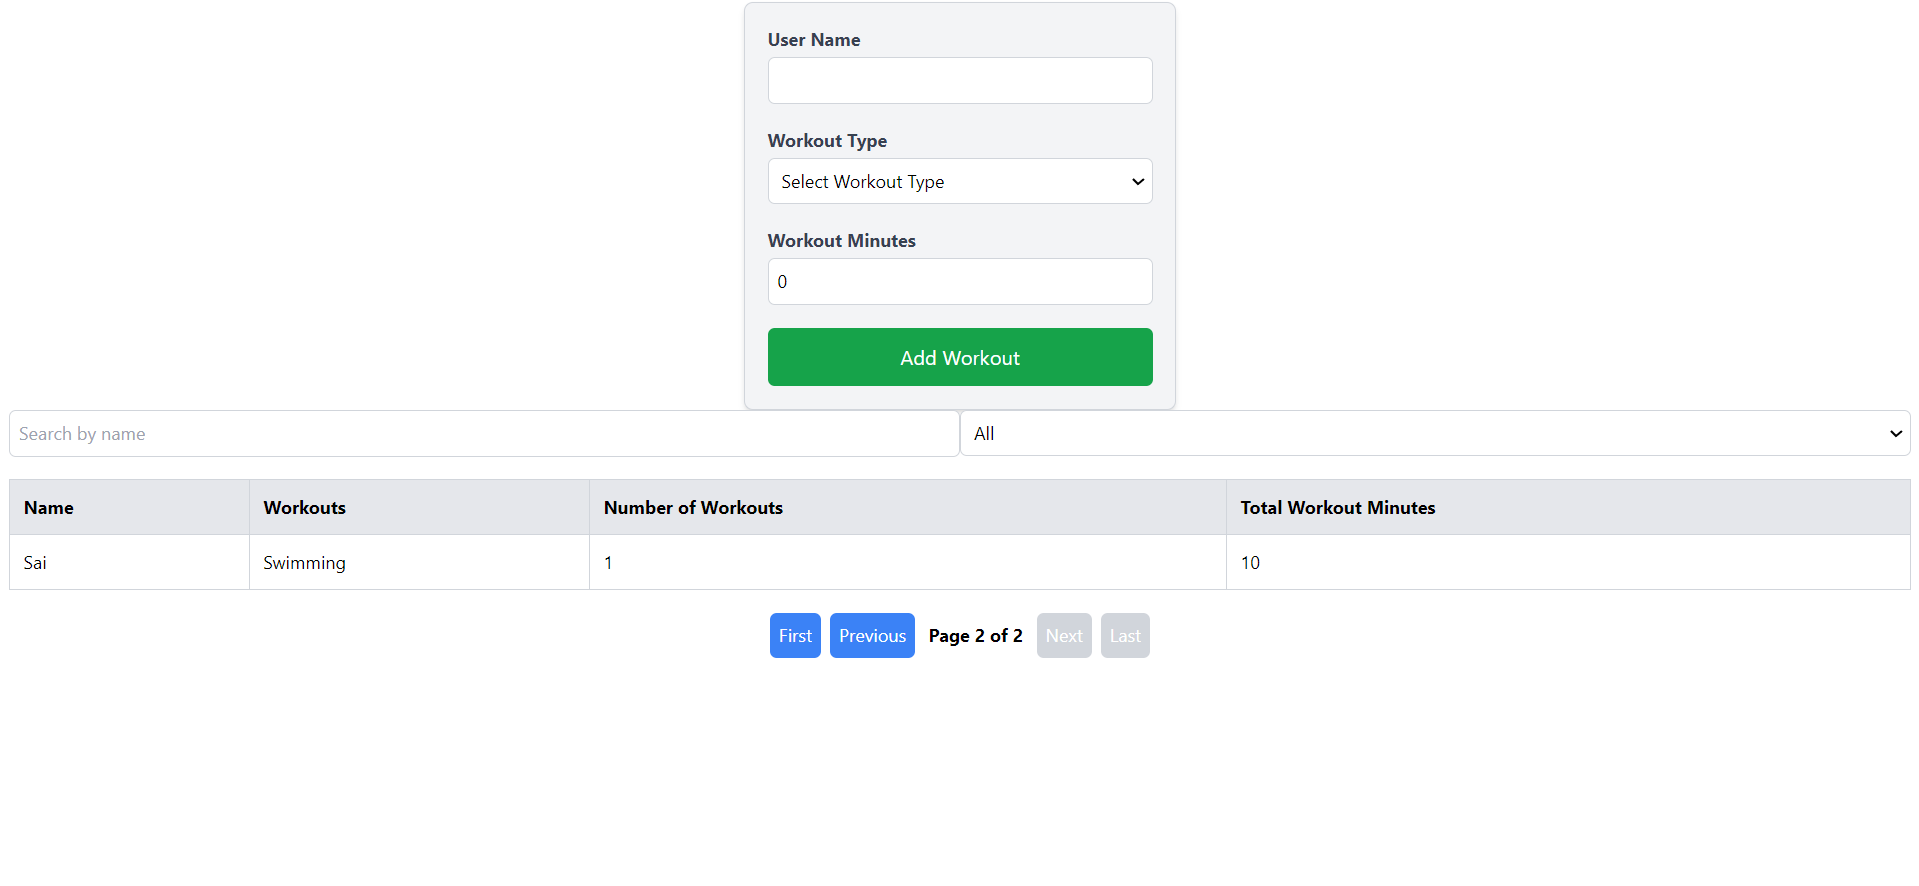 User Name
Workout Type
Select Workout Type
Workout Minutes
0
Add Workout
Search by name All
Name Workouts Number of Workouts Total Workout Minutes
Sai Swimming 1 10
First Previous Page 2 of 2 Next Last